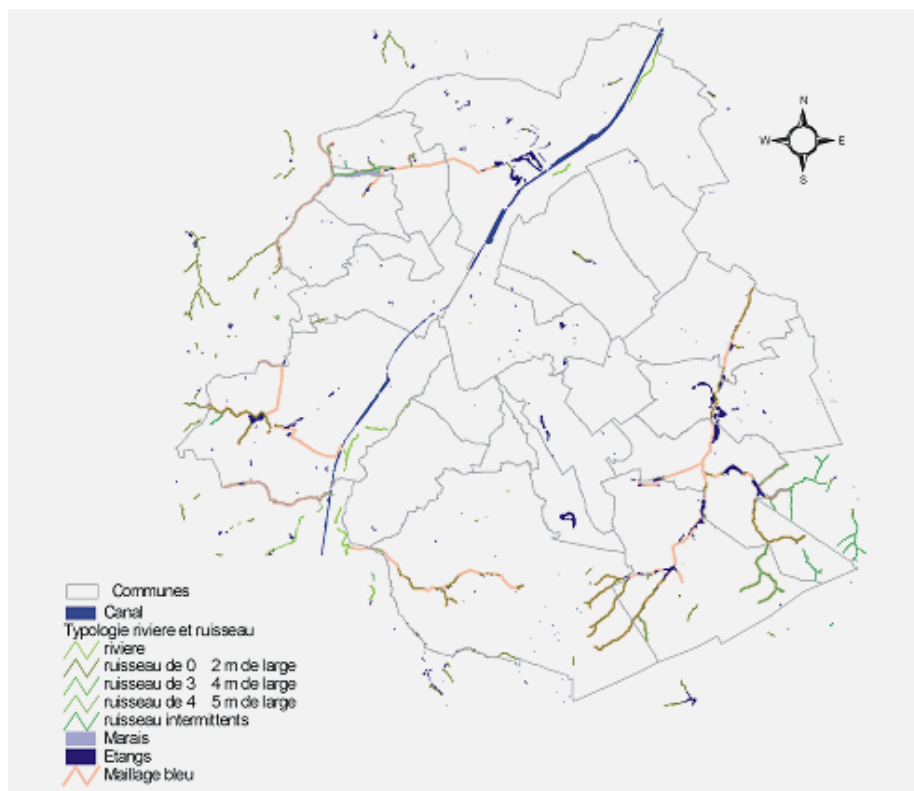 N
W E
S
Communes
Canal
Typologie riviere et ruisseau
riviere
ruisseau de 0 2 m de large
ruisseau de 3 4 m de large
ruisseau de 4 5 m de large
ruisseau intermittents
Marais
Etangs
Maillage bleu